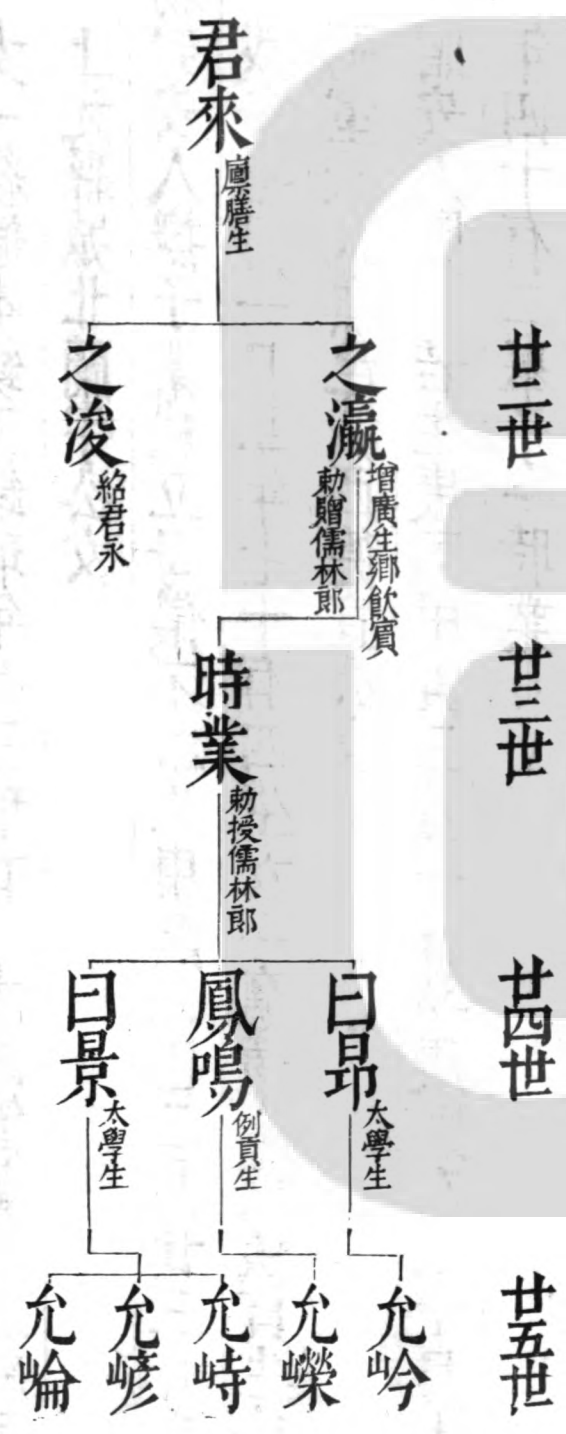 君來
廩膳生
廿二世
之瀛
增廣生鄉飲賓
勅贈儒林郎
之浚
紹君永
廿三世
時業
勅授儒林郎
廿四世
曰昂
太學生
鳳鳴
例貢生
曰景
太學生
廿五世
允岭
允嶸
允峙
允嵃
允崘